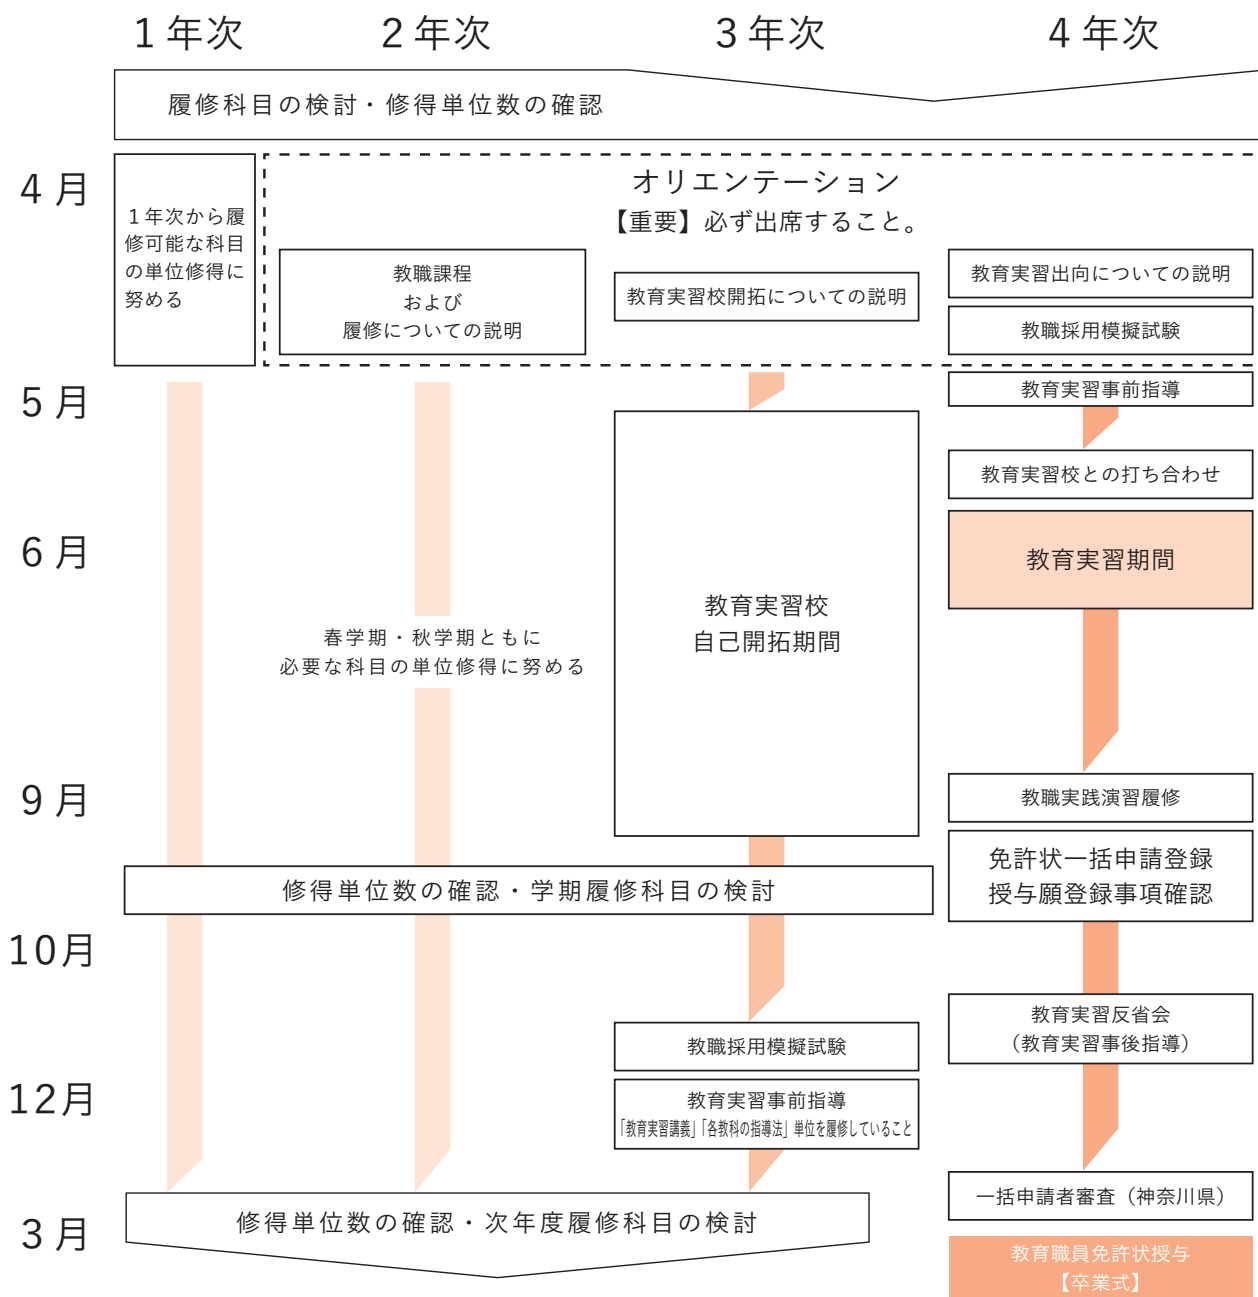 1年次
2年次
3年次
4年次
履修科目の検討・修得単位数の確認
4月
1年次から履
修可能な科目
の単位修得に
努める
オリエンテーション
【重要】必ず出席すること。
教職課程
および
履修についての説明
教育実習校開拓についての説明
教育実習出向についての説明
教職採用模擬試験
5月
教育実習事前指導
教育実習校との打ち合わせ
6月
教育実習期間
春学期・秋学期ともに
必要な科目の単位修得に努める
教育実習校
自己開拓期間
9月
教職実践演習履修
修得単位数の確認・学期履修科目の検討
免許状一括申請登録
授与願登録事項確認
10月
教職採用模擬試験
教育実習反省会
（教育実習事後指導）
12月
教育実習事前指導
「教育実習講義」「各教科の指導法」単位を履修していること
3月
修得単位数の確認・次年度履修科目の検討
一括申請者審査（神奈川県）
教育職員免許状授与
【卒業式】